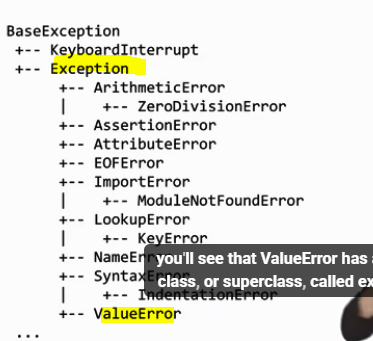 BaseException
+-- KeyboardInterrupt
+-- Exception
+-- ArithmeticError
| +-- ZeroDivisionError
+-- AssertionError
+-- AttributeError
+-- EOFError
+-- ImportError
| +-- ModuleNotFoundError
+-- LookupError
| +-- KeyError
+-- NameErr
you'll see that ValueError has a
+-- SyntaxError
class, or superclass, called ex
| +-- IndentationError
+-- ValueError
...